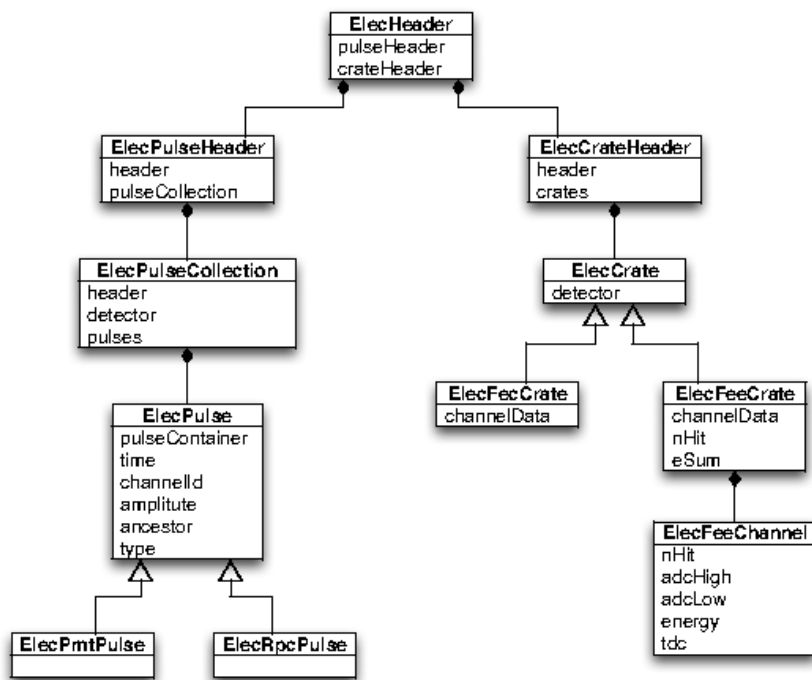 ElecHeader
pulseHeader
crateHeader
ElecPulseHeader
header
pulseCollection
ElecCrateHeader
header
crates
ElecPulseCollection
header
detector
pulses
ElecCrate
detector
ElecPulse
pulseContainer
time
channelId
amplitute
ancestor
type
ElecFecCrate
channelData
ElecFeeCrate
channelData
nHit
eSum
ElecFeeChannel
nHit
adcHigh
adcLow
energy
tdc
ElecPmtPulse
ElecRpcPulse